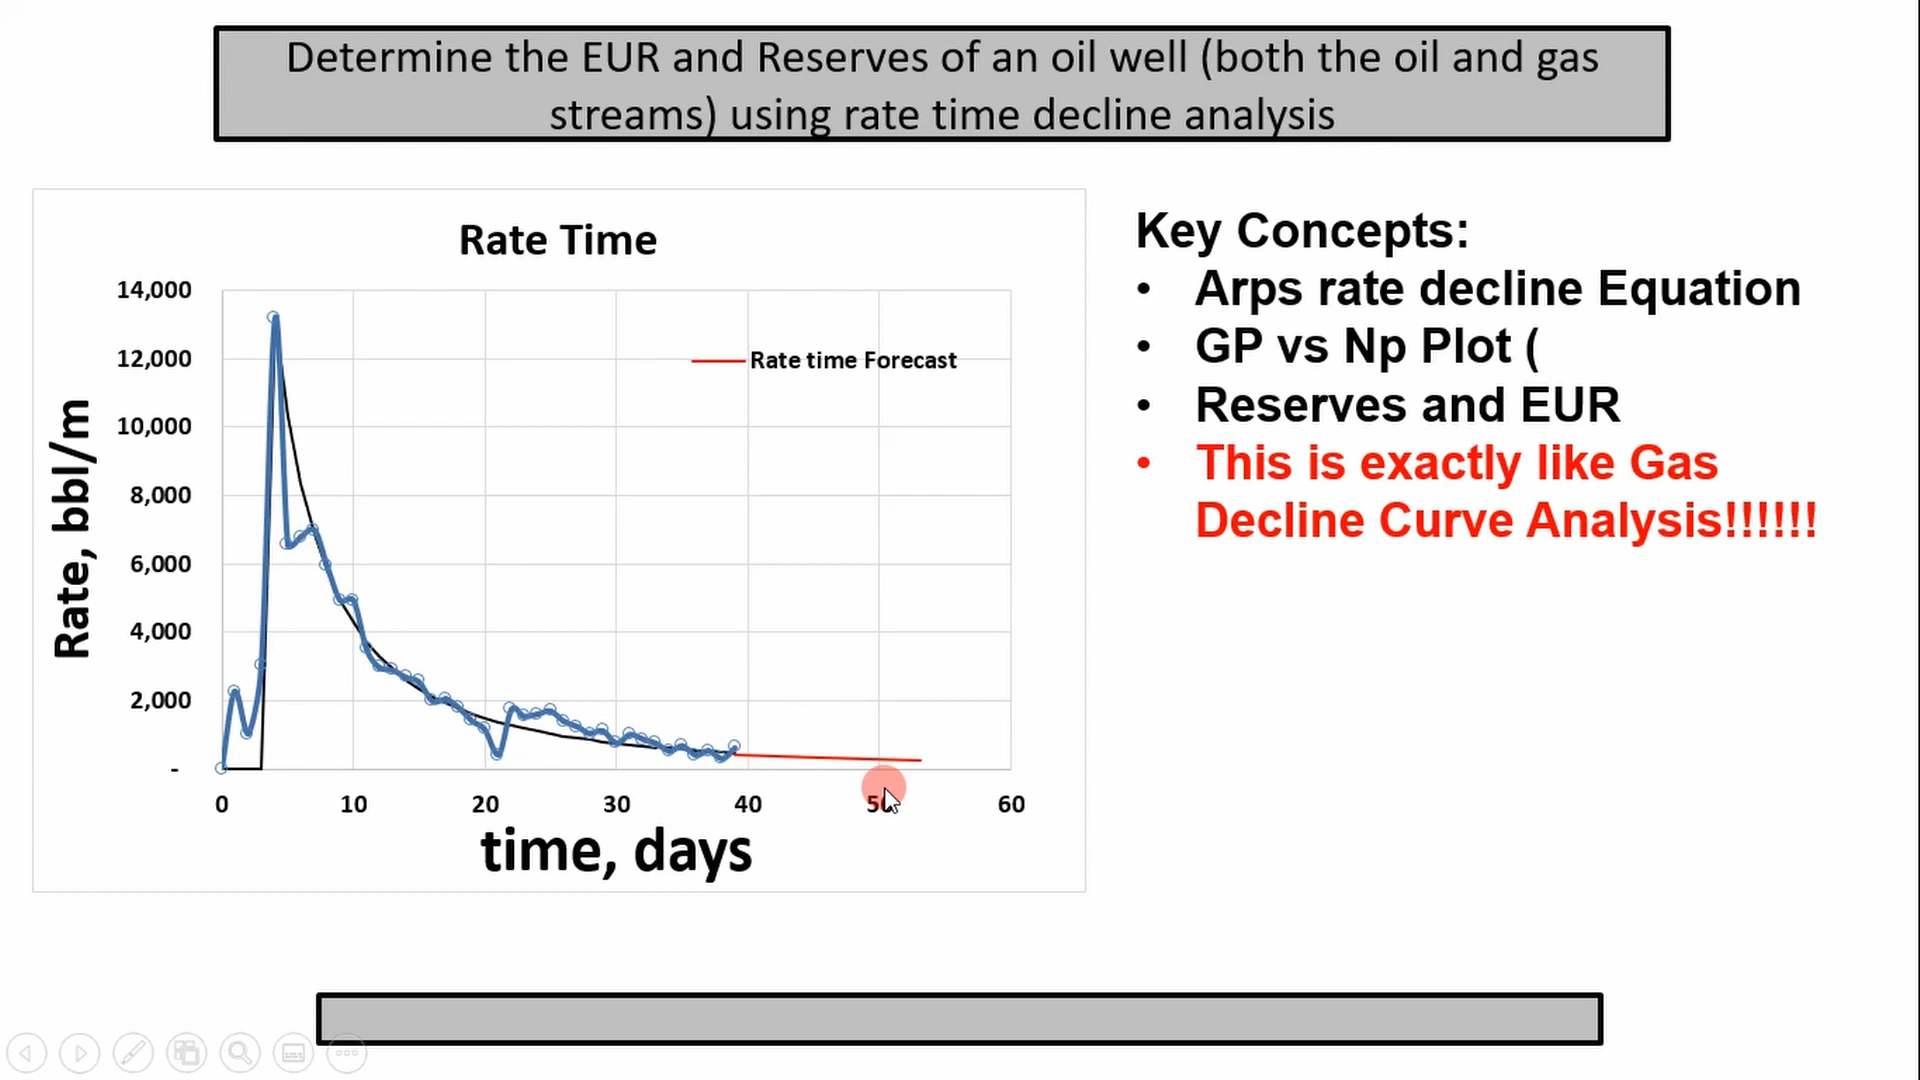 Determine the EUR and Reserves of an oil well (both the oil and gas
streams) using rate time decline analysis
Rate Time
14,000
12,000
10,000
8,000
6,000
4,000
2,000
-
Rate, bbl/m
Rate time Forecast
0 10 20 30 40 50 60
time, days
Key Concepts:
• Arps rate decline Equation
• GP vs Np Plot (
• Reserves and EUR
• This is exactly like Gas
Decline Curve Analysis!!!!!!